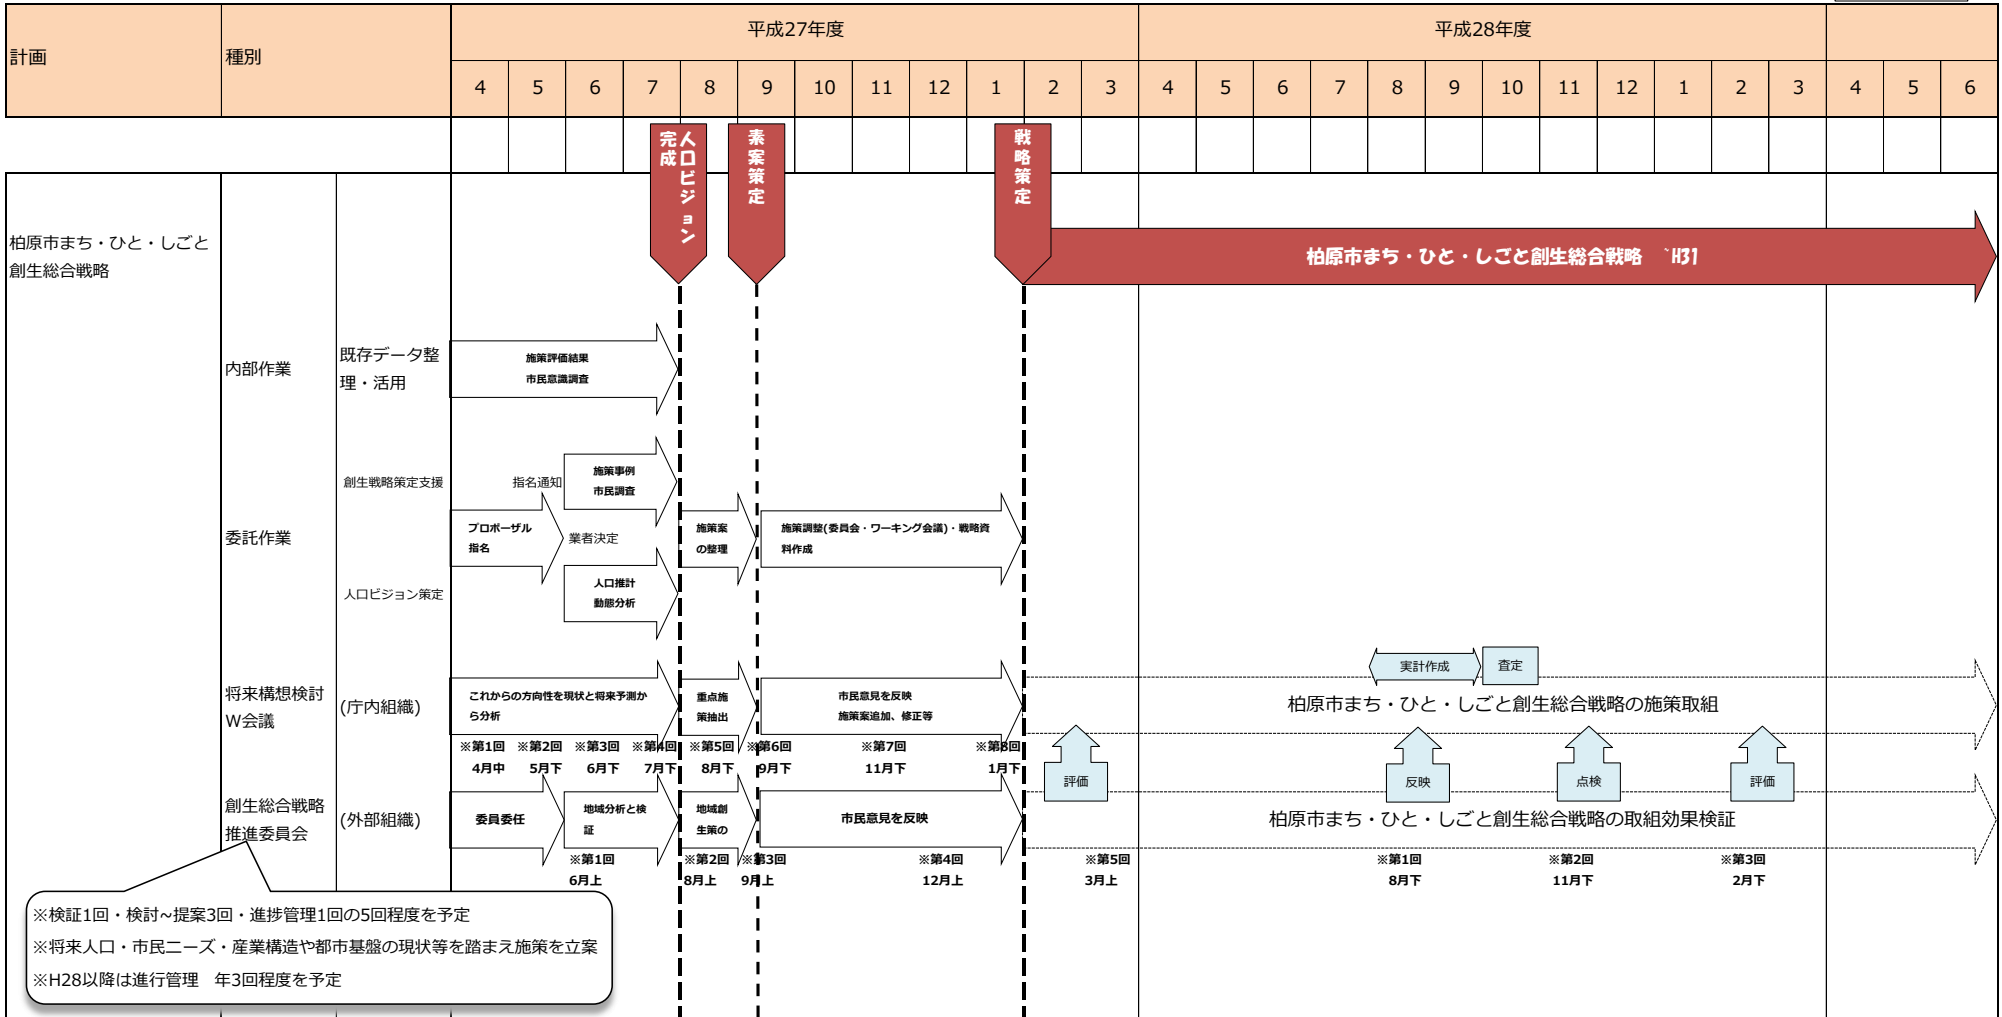 計画
種別
平成27年度
平成28年度
4 5 6 7 8 9 10 11 12 1 2 3 4 5 6 7 8 9 10 11 12 1 2 3 4 5 6
人口ビジョン
完成
素案策定
戦略策定
柏原市まち・ひと・しごと
創生総合戦略
柏原市まち・ひと・しごと創生総合戦略 ~H31
内部作業
既存データ整
理・活用
施策評価結果
市民意識調査
委託作業
創生戦略策定支援
指名通知
施策事例
市民調査
プロポーザル
指名
業者決定
施策案
の整理
施策調整(委員会・ワーキング会議)・戦略資
料作成
人口ビジョン策定
人口推計
動態分析
将来構想検討
W会議
(庁内組織)
これからの方向性を現状と将来予測か
ら分析
重点施
策抽出
市民意見を反映
施策案追加、修正等
実計作成
査定
柏原市まち・ひと・しごと創生総合戦略の施策取組
※第1回 ※第2回 ※第3回 ※第4回 ※第5回 ※第6回 ※第7回 ※第8回
4月中 5月下 6月下 7月下 8月下 9月下 11月下 1月下
評価
反映
点検
評価
創生総合戦略
推進委員会
(外部組織)
委員委任
地域分析と検
証
地域創
生策の
市民意見を反映
柏原市まち・ひと・しごと創生総合戦略の取組効果検証
※第1回 ※第2回 ※第3回 ※第4回 ※第5回 ※第1回 ※第2回 ※第3回
6月上 8月上 9月上 12月上 3月上 8月下 11月下 2月下
※検証1回・検討~提案3回・進捗管理1回の5回程度を予定
※将来人口・市民ニーズ・産業構造や都市基盤の現状等を踏まえ施策を立案
※H28以降は進行管理　年3回程度を予定